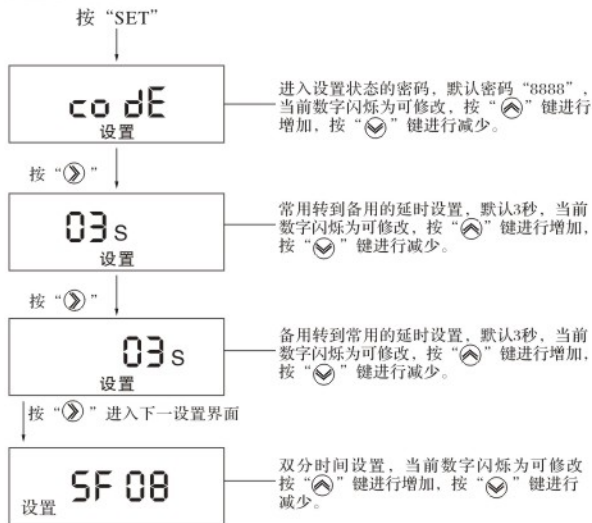 按“SET”
co dE
设置
进入设置状态的密码，默认密码“8888”，
当前数字闪烁为可修改，按“ ”键进行
增加，按“ ”键进行减少。
按“ ”
03 s
设置
常用转到备用的延时设置，默认3秒，当前
数字闪烁为可修改，按“ ”键进行增加，
按“ ”键进行减少。
按“ ”
03 s
设置
备用转到常用的延时设置，默认3秒，当前
数字闪烁为可修改，按“ ”键进行增加，
按“ ”键进行减少。
按“ ”进入下一设置界面
SF 08
设置
双分时间设置，当前数字闪烁为可修改
按“ ”键进行增加，按“ ”键进行
减少。